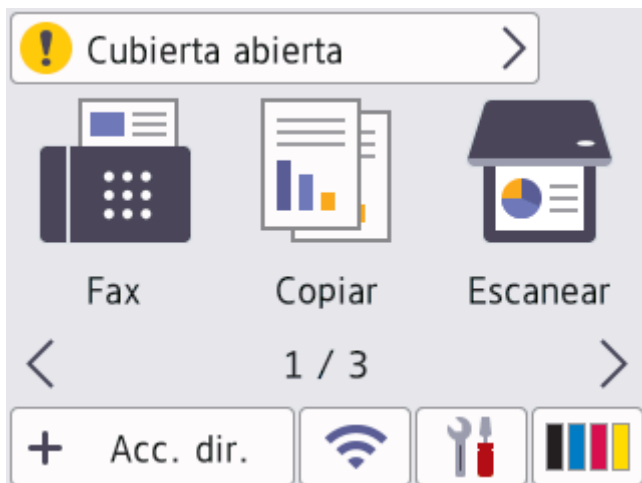 Cubierta abierta
Fax Copiar Escanear
1 / 3
+ Acc. dir.